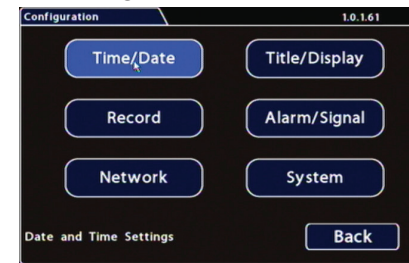 Configuration 1.0.1.61
Time/Date Title/Display
Record Alarm/Signal
Network System
Date and Time Settings Back